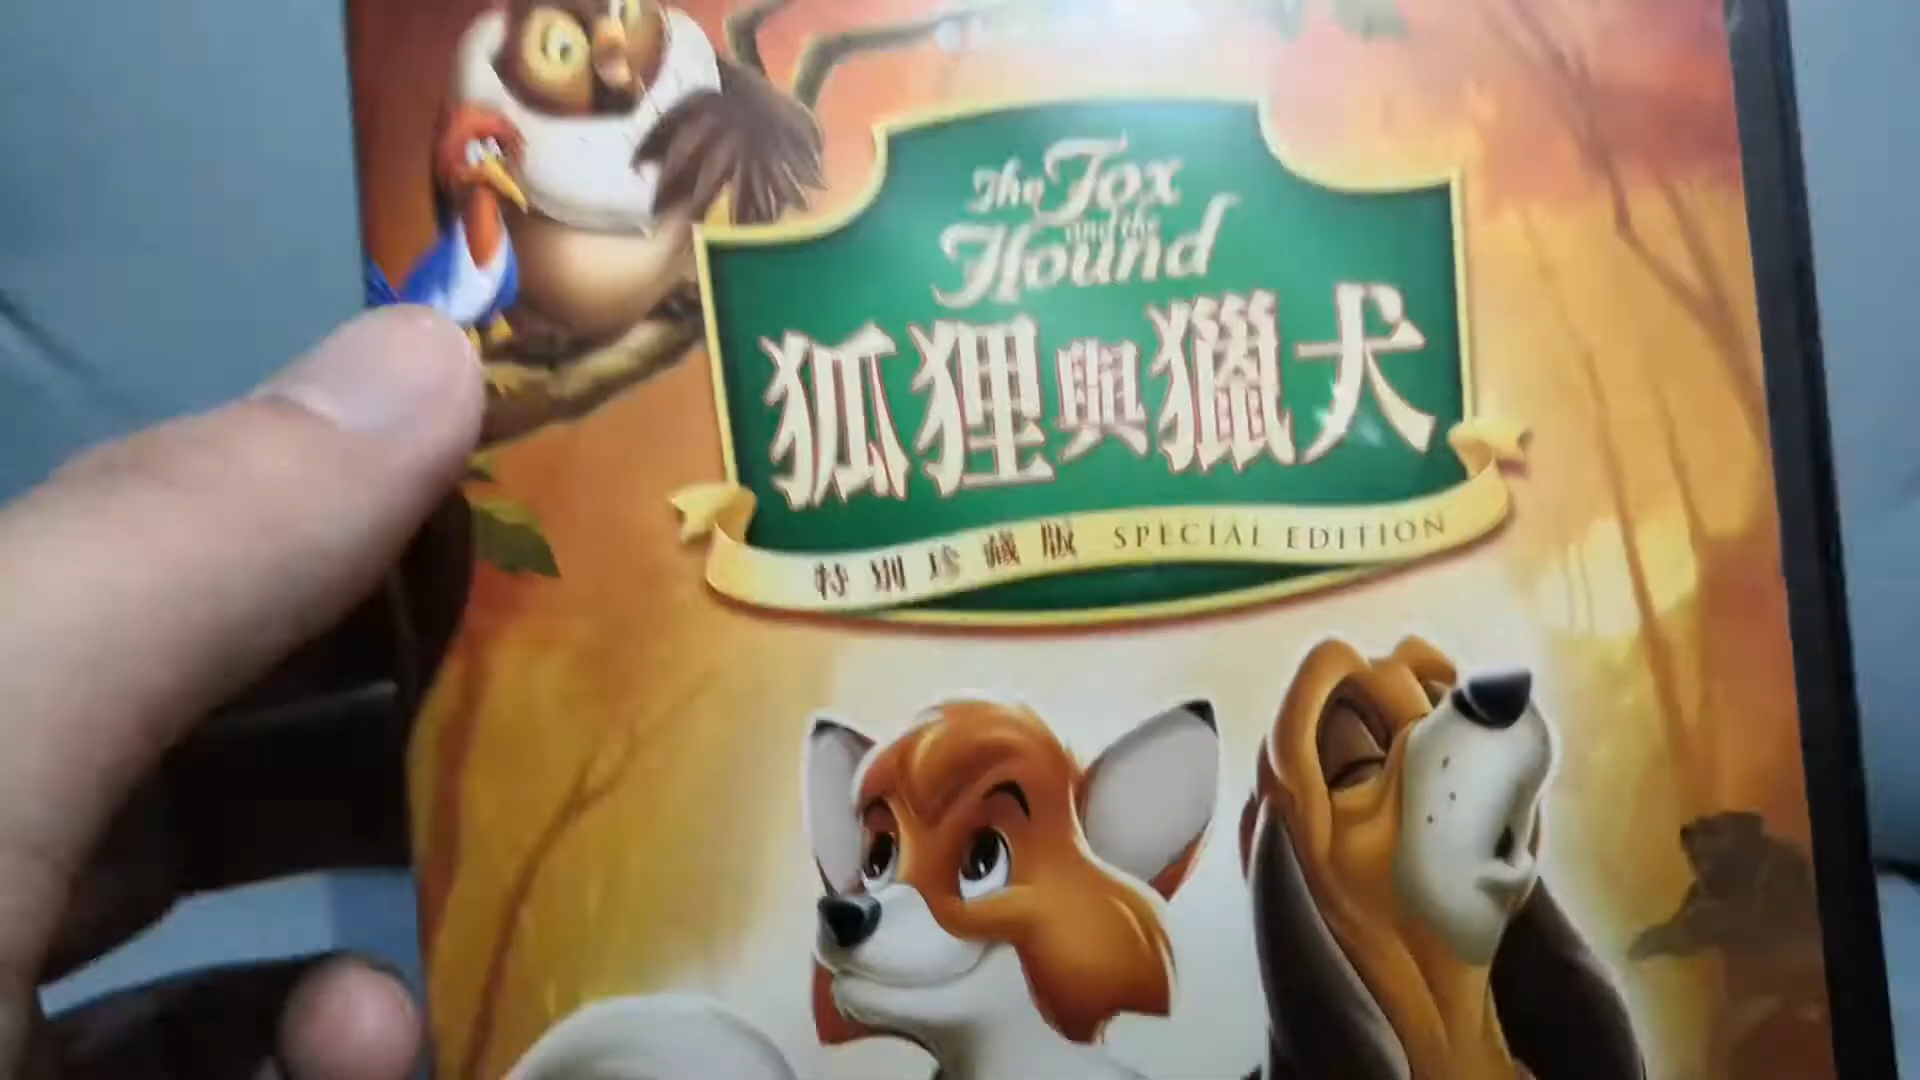 The Fox
and the
Hound
狐狸與獵犬
特別珍藏版 SPECIAL EDITION